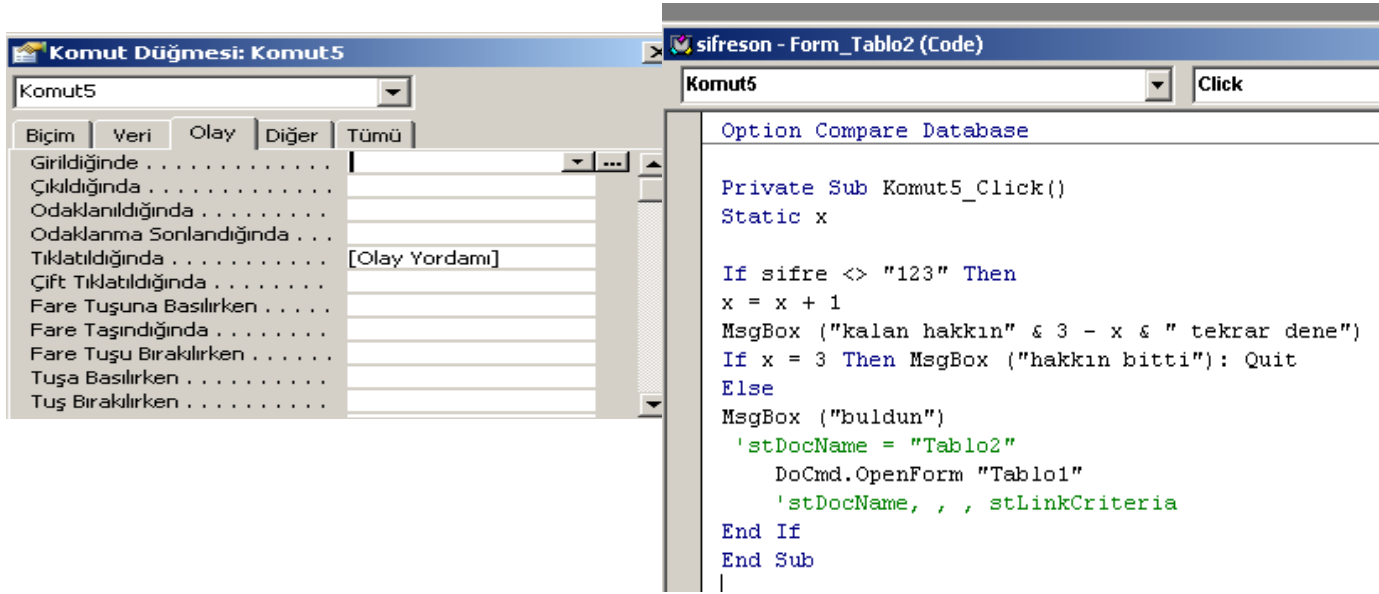 Komut Düğmesi: Komut5
Komut5
Biçim Veri Olay Diğer Tümü
Girildiğinde . . . . . . . . . . . . .
Çıkıldığında . . . . . . . . . . . . .
Odaklanıldığında . . . . . . . . .
Odaklanma Sonlandığında . . .
Tıklatıldığında . . . . . . . . . . . [Olay Yordamı]
Çift Tıklatıldığında . . . . . . . .
Fare Tuşuna Basılırken . . . . .
Fare Taşındığında . . . . . . . .
Fare Tuşu Bırakılırken . . . . . .
Tuşa Basılırken . . . . . . . . . .
Tuş Bırakılırken . . . . . . . . . .
sifreson - Form_Tablo2 (Code)
Komut5 Click
Option Compare Database
Private Sub Komut5_Click()
Static x
If sifre <> "123" Then
x = x + 1
MsgBox ("kalan hakkın" & 3 - x & " tekrar dene")
If x = 3 Then MsgBox ("hakkın bitti"): Quit
Else
MsgBox ("buldun")
'stDocName = "Tablo2"
DoCmd.OpenForm "Tablo1"
'stDocName, , , stLinkCriteria
End If
End Sub